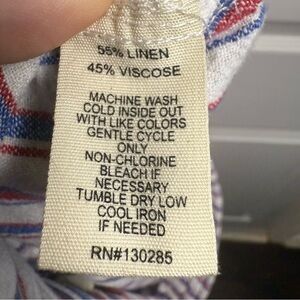 55% LINEN
45% VISCOSE
MACHINE WASH
COLD INSIDE OUT
WITH LIKE COLORS
GENTLE CYCLE
ONLY
NON-CHLORINE
BLEACH IF
NECESSARY
TUMBLE DRY LOW
COOL IRON
IF NEEDED
RN#130285